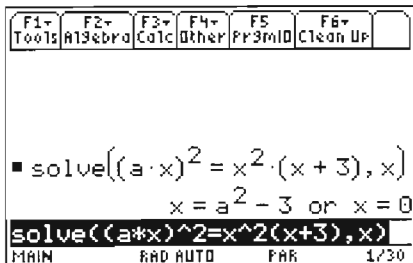 F1 F2 F3 F4 F5 F6
Tools Algebra Calc Other PrgmIO Clean Up
▪ solve((a·x)² = x²·(x + 3), x)
x = a² - 3 or x = 0
solve((a*x)^2=x^2(x+3),x)
MAIN RAD AUTO PAR 1/30